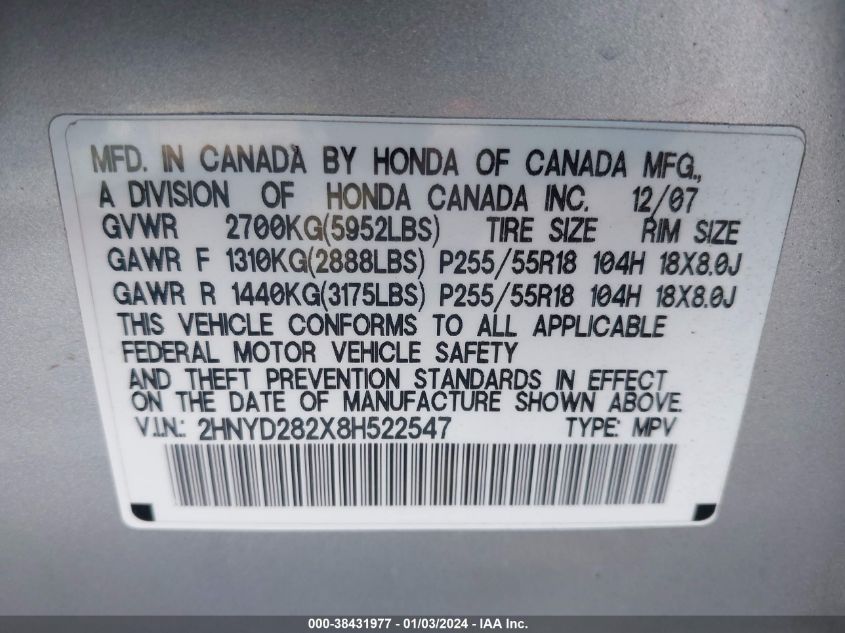 MFD. IN CANADA BY HONDA OF CANADA MFG.,
A DIVISION OF HONDA CANADA INC. 12/07
GVWR 2700KG(5952LBS) TIRE SIZE RIM SIZE
GAWR F 1310KG(2888LBS) P255/55R18 104H 18X8.0J
GAWR R 1440KG(3175LBS) P255/55R18 104H 18X8.0J
THIS VEHICLE CONFORMS TO ALL APPLICABLE
FEDERAL MOTOR VEHICLE SAFETY
AND THEFT PREVENTION STANDARDS IN EFFECT
ON THE DATE OF MANUFACTURE SHOWN ABOVE.
V.I.N.: 2HNYD282X8H522547 TYPE: MPV
000-38431977 - 01/03/2024 - IAA Inc.